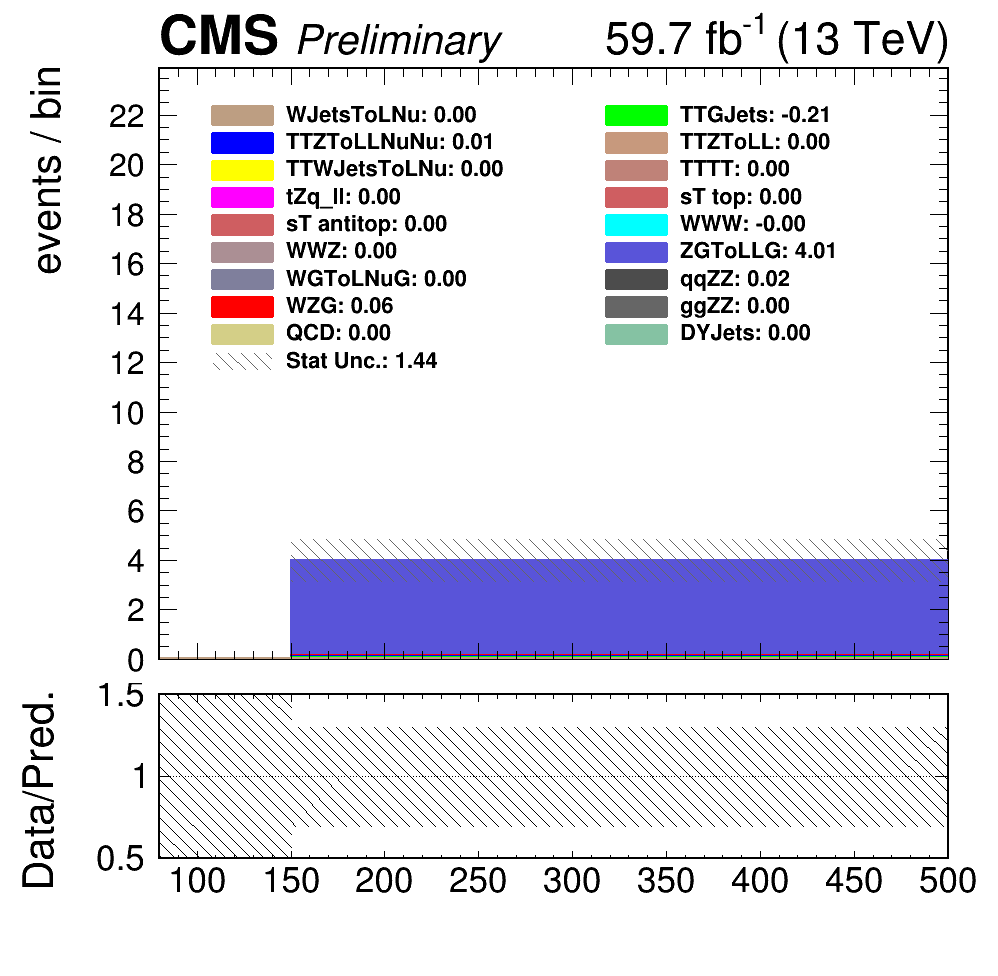 CMS Preliminary 59.7 fb-1 (13 TeV)
events / bin
22
20
18
16
14
12
10
8
6
4
2
0
WJetsToLNu: 0.00
TTZToLLNuNu: 0.01
TTWJetsToLNu: 0.00
tZq_ll: 0.00
sT antitop: 0.00
WWZ: 0.00
WGToLNuG: 0.00
WZG: 0.06
QCD: 0.00
Stat Unc.: 1.44
TTGJets: -0.21
TTZToLL: 0.00
TTTT: 0.00
sT top: 0.00
WWW: -0.00
ZGToLLG: 4.01
qqZZ: 0.02
ggZZ: 0.00
DYJets: 0.00
Data/Pred.
1.5
1
0.5
100 150 200 250 300 350 400 450 500